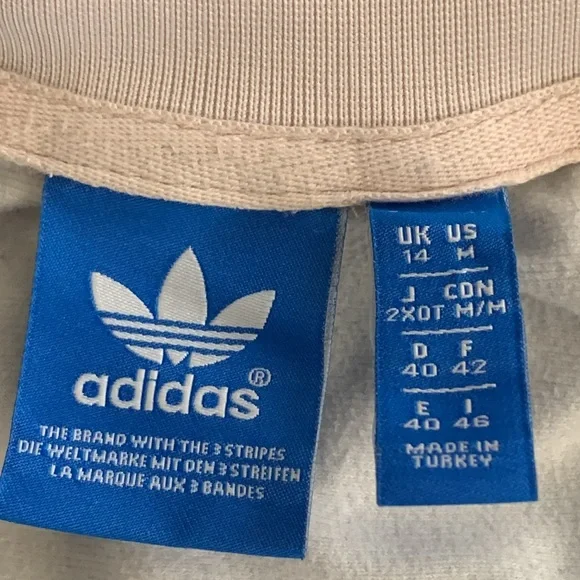 adidas®
THE BRAND WITH THE 3 STRIPES
DIE WELTMARKE MIT DEN 3 STREIFEN
LA MARQUE AUX 3 BANDES
UK US
14 M
J CDN
2XOT M/M
D F
40 42
E I
40 46
MADE IN
TURKEY